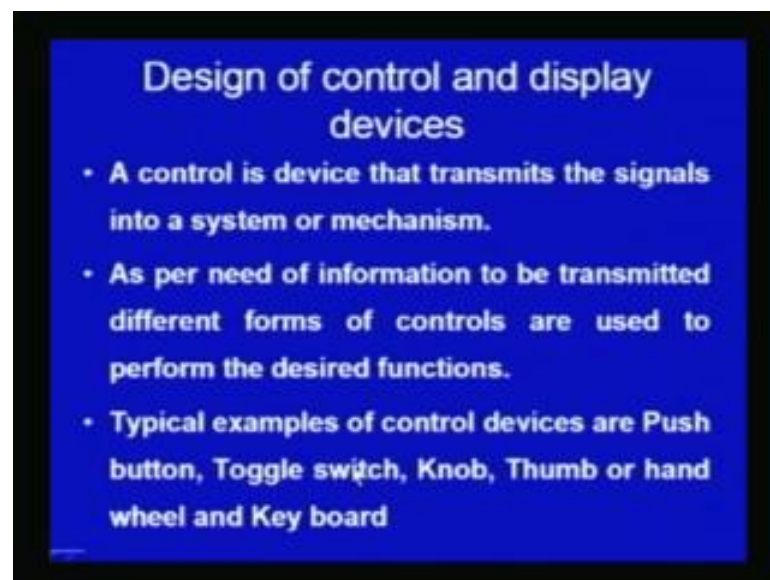 Design of control and display
devices
• A control is device that transmits the signals
into a system or mechanism.
• As per need of information to be transmitted
different forms of controls are used to
perform the desired functions.
• Typical examples of control devices are Push
button, Toggle switch, Knob, Thumb or hand
wheel and Key board